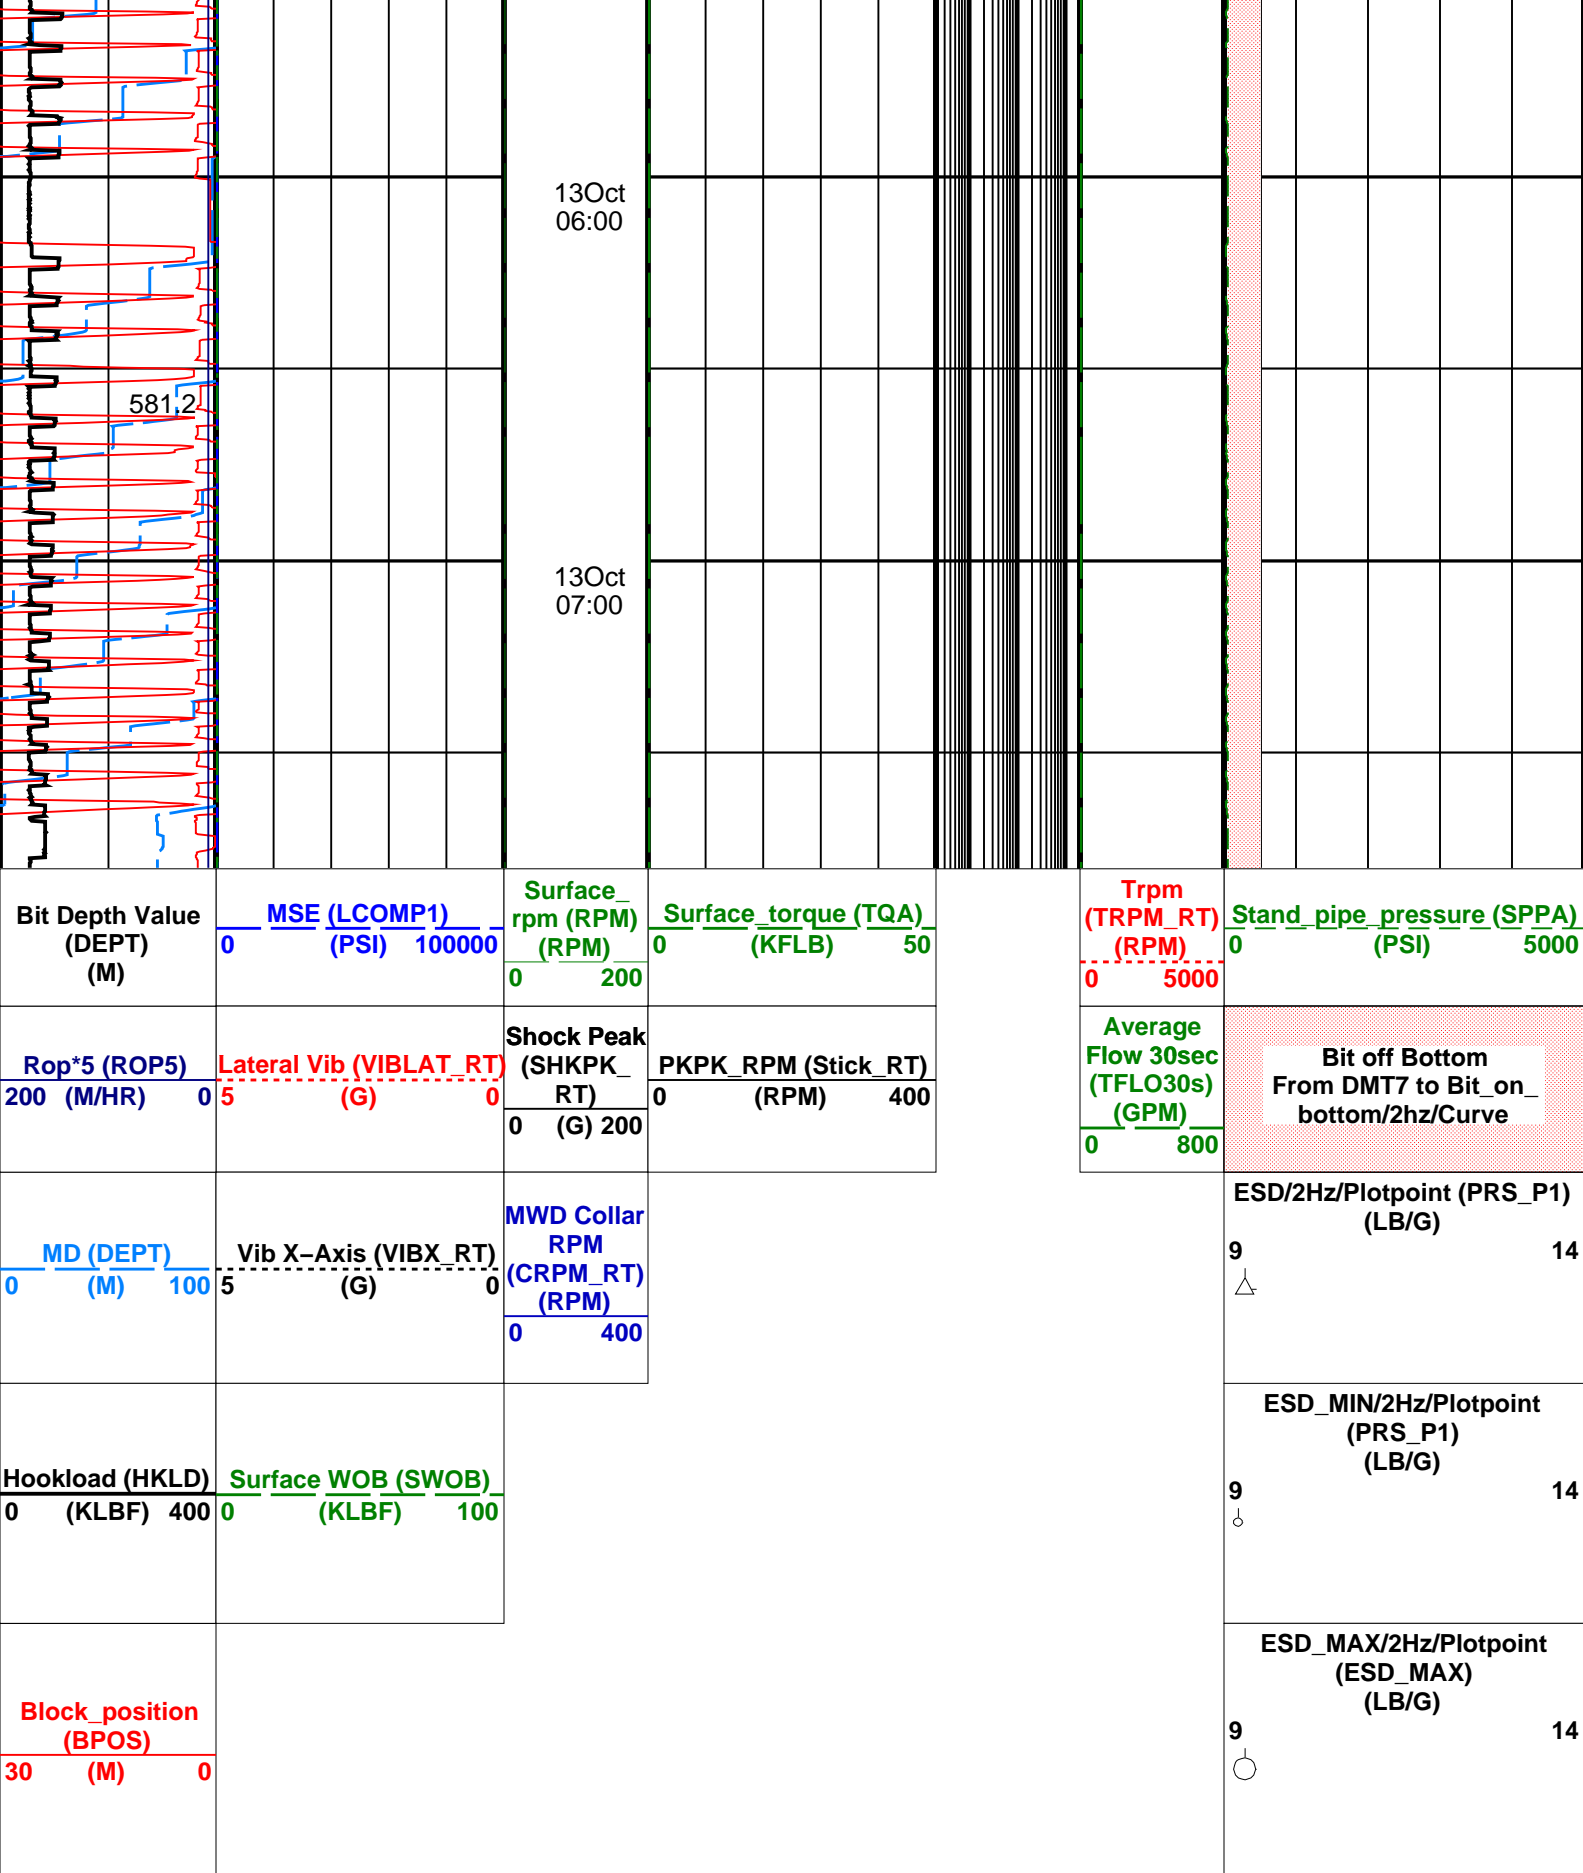 13Oct
06:00
581.2
13Oct
07:00
Bit Depth Value
(DEPT)
(M)
MSE (LCOMP1)
0 (PSI) 100000
Surface_
rpm (RPM)
(RPM)
0 200
Surface_torque (TQA)
0 (KFLB) 50
Trpm
(TRPM_RT)
(RPM)
0 5000
Stand_pipe_pressure (SPPA)
0 (PSI) 5000
Rop*5 (ROP5)
200 (M/HR) 0
Lateral Vib (VIBLAT_RT)
5 (G) 0
Shock Peak
(SHKPK_
RT)
0 (G) 200
PKPK_RPM (Stick_RT)
0 (RPM) 400
Average
Flow 30sec
(TFLO30s)
(GPM)
0 800
Bit off Bottom
From DMT7 to Bit_on_
bottom/2hz/Curve
MD (DEPT)
0 (M) 100
Vib X–Axis (VIBX_RT)
5 (G) 0
MWD Collar
RPM
(CRPM_RT)
(RPM)
0 400
ESD/2Hz/Plotpoint (PRS_P1)
(LB/G)
9 14
Hookload (HKLD)
0 (KLBF) 400
Surface WOB (SWOB)
0 (KLBF) 100
ESD_MIN/2Hz/Plotpoint
(PRS_P1)
(LB/G)
9 14
Block_position
(BPOS)
30 (M) 0
ESD_MAX/2Hz/Plotpoint
(ESD_MAX)
(LB/G)
9 14